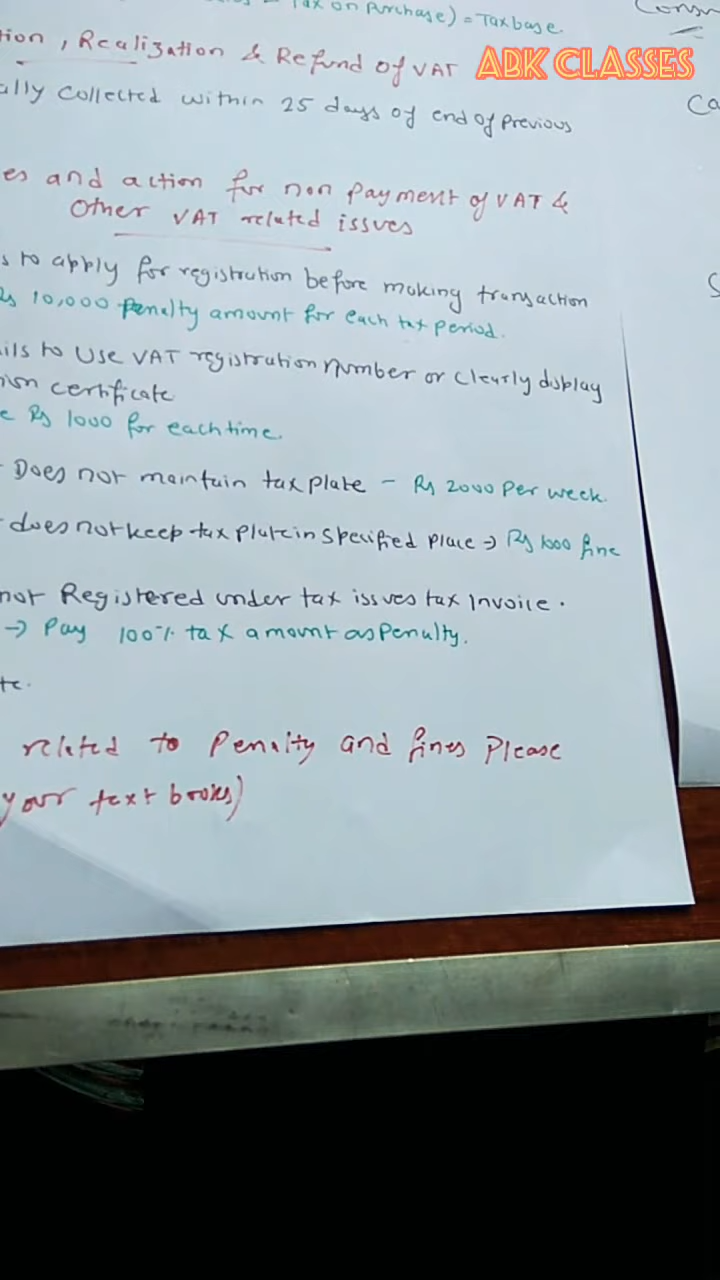 Tax on Purchase) = Taxbase.
tion, Realization & Refund of VAT
ABK CLASSES
ally collected within 25 days of end of previous
es and action for non payment of VAT &
Other VAT related issues
s to apply for registration before making transaction
Rs 10,000 Penalty amount for each tax period.
ils to Use VAT registration number or clearly display
ion certificate
e Rs 1000 for each time.
Does not maintain tax plate - Rs 2000 Per week.
does not keep tax plate in specified place → Rs 1000 fine
not Registered under tax issues tax Invoice.
→ Pay 100% tax amount as Penalty.
te.
related to Penalty and fines Please
your text books)
Ca
S